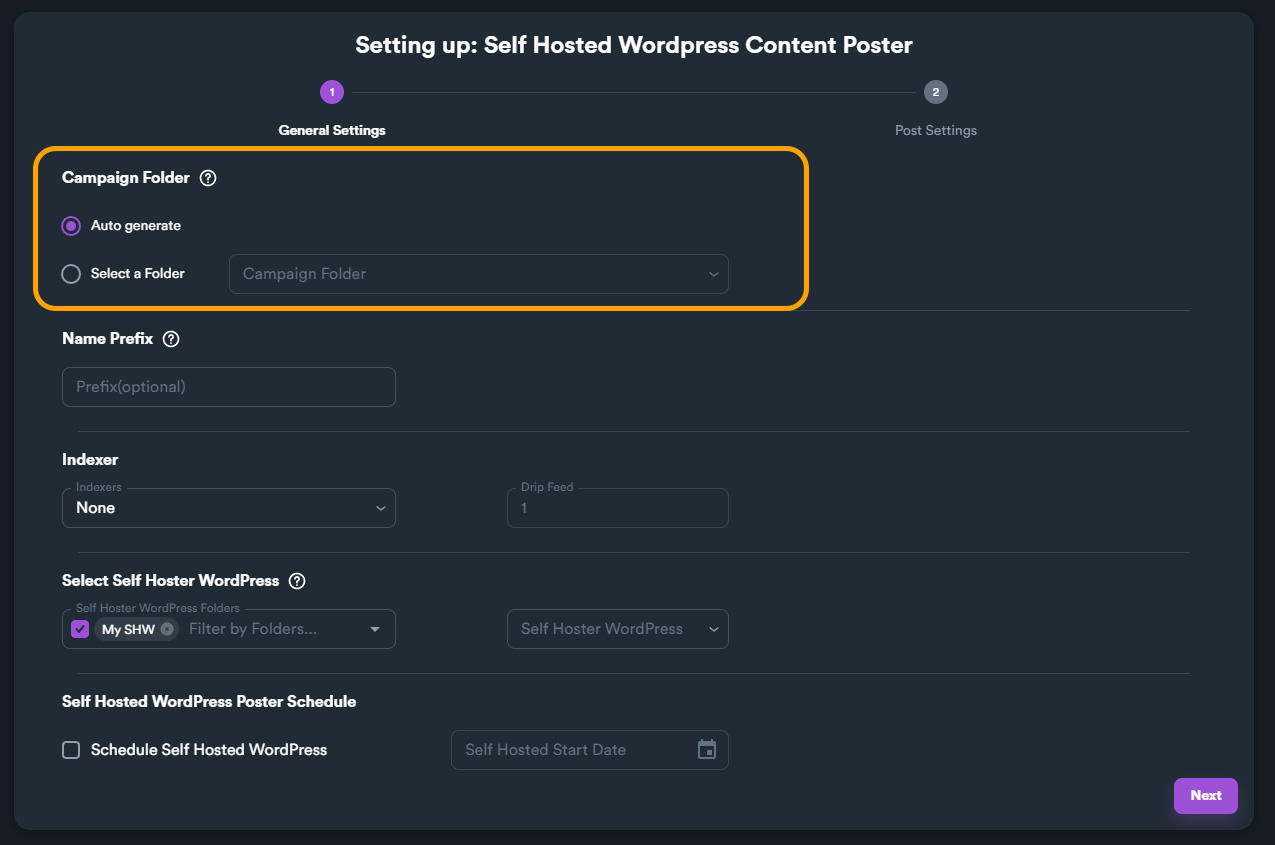 Setting up: Self Hosted Wordpress Content Poster
1 2
General Settings Post Settings
Campaign Folder ?
Auto generate
Select a Folder Campaign Folder
Name Prefix ?
Prefix(optional)
Indexer
Indexers Drip Feed
None 1
Select Self Hoster WordPress ?
Self Hoster WordPress Folders
My SHW Filter by Folders... Self Hoster WordPress
Self Hosted WordPress Poster Schedule
Schedule Self Hosted WordPress Self Hosted Start Date
Next